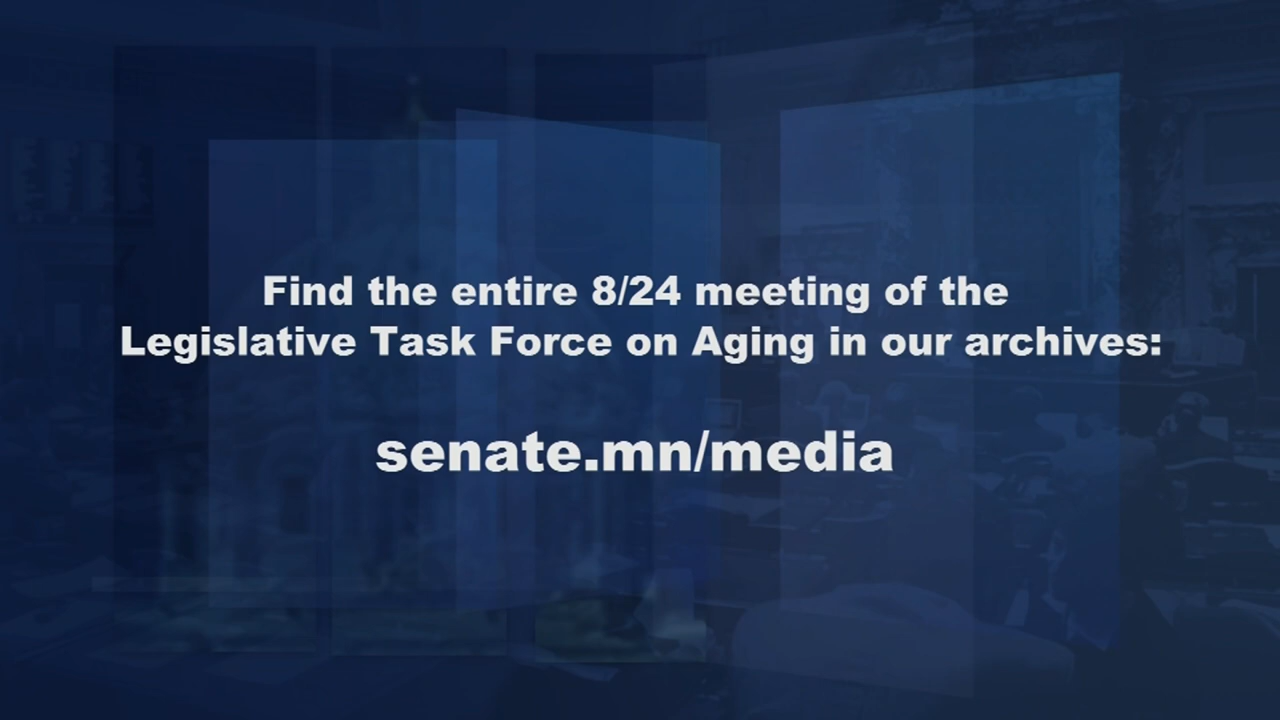 Find the entire 8/24 meeting of the
Legislative Task Force on Aging in our archives:
senate.mn/media